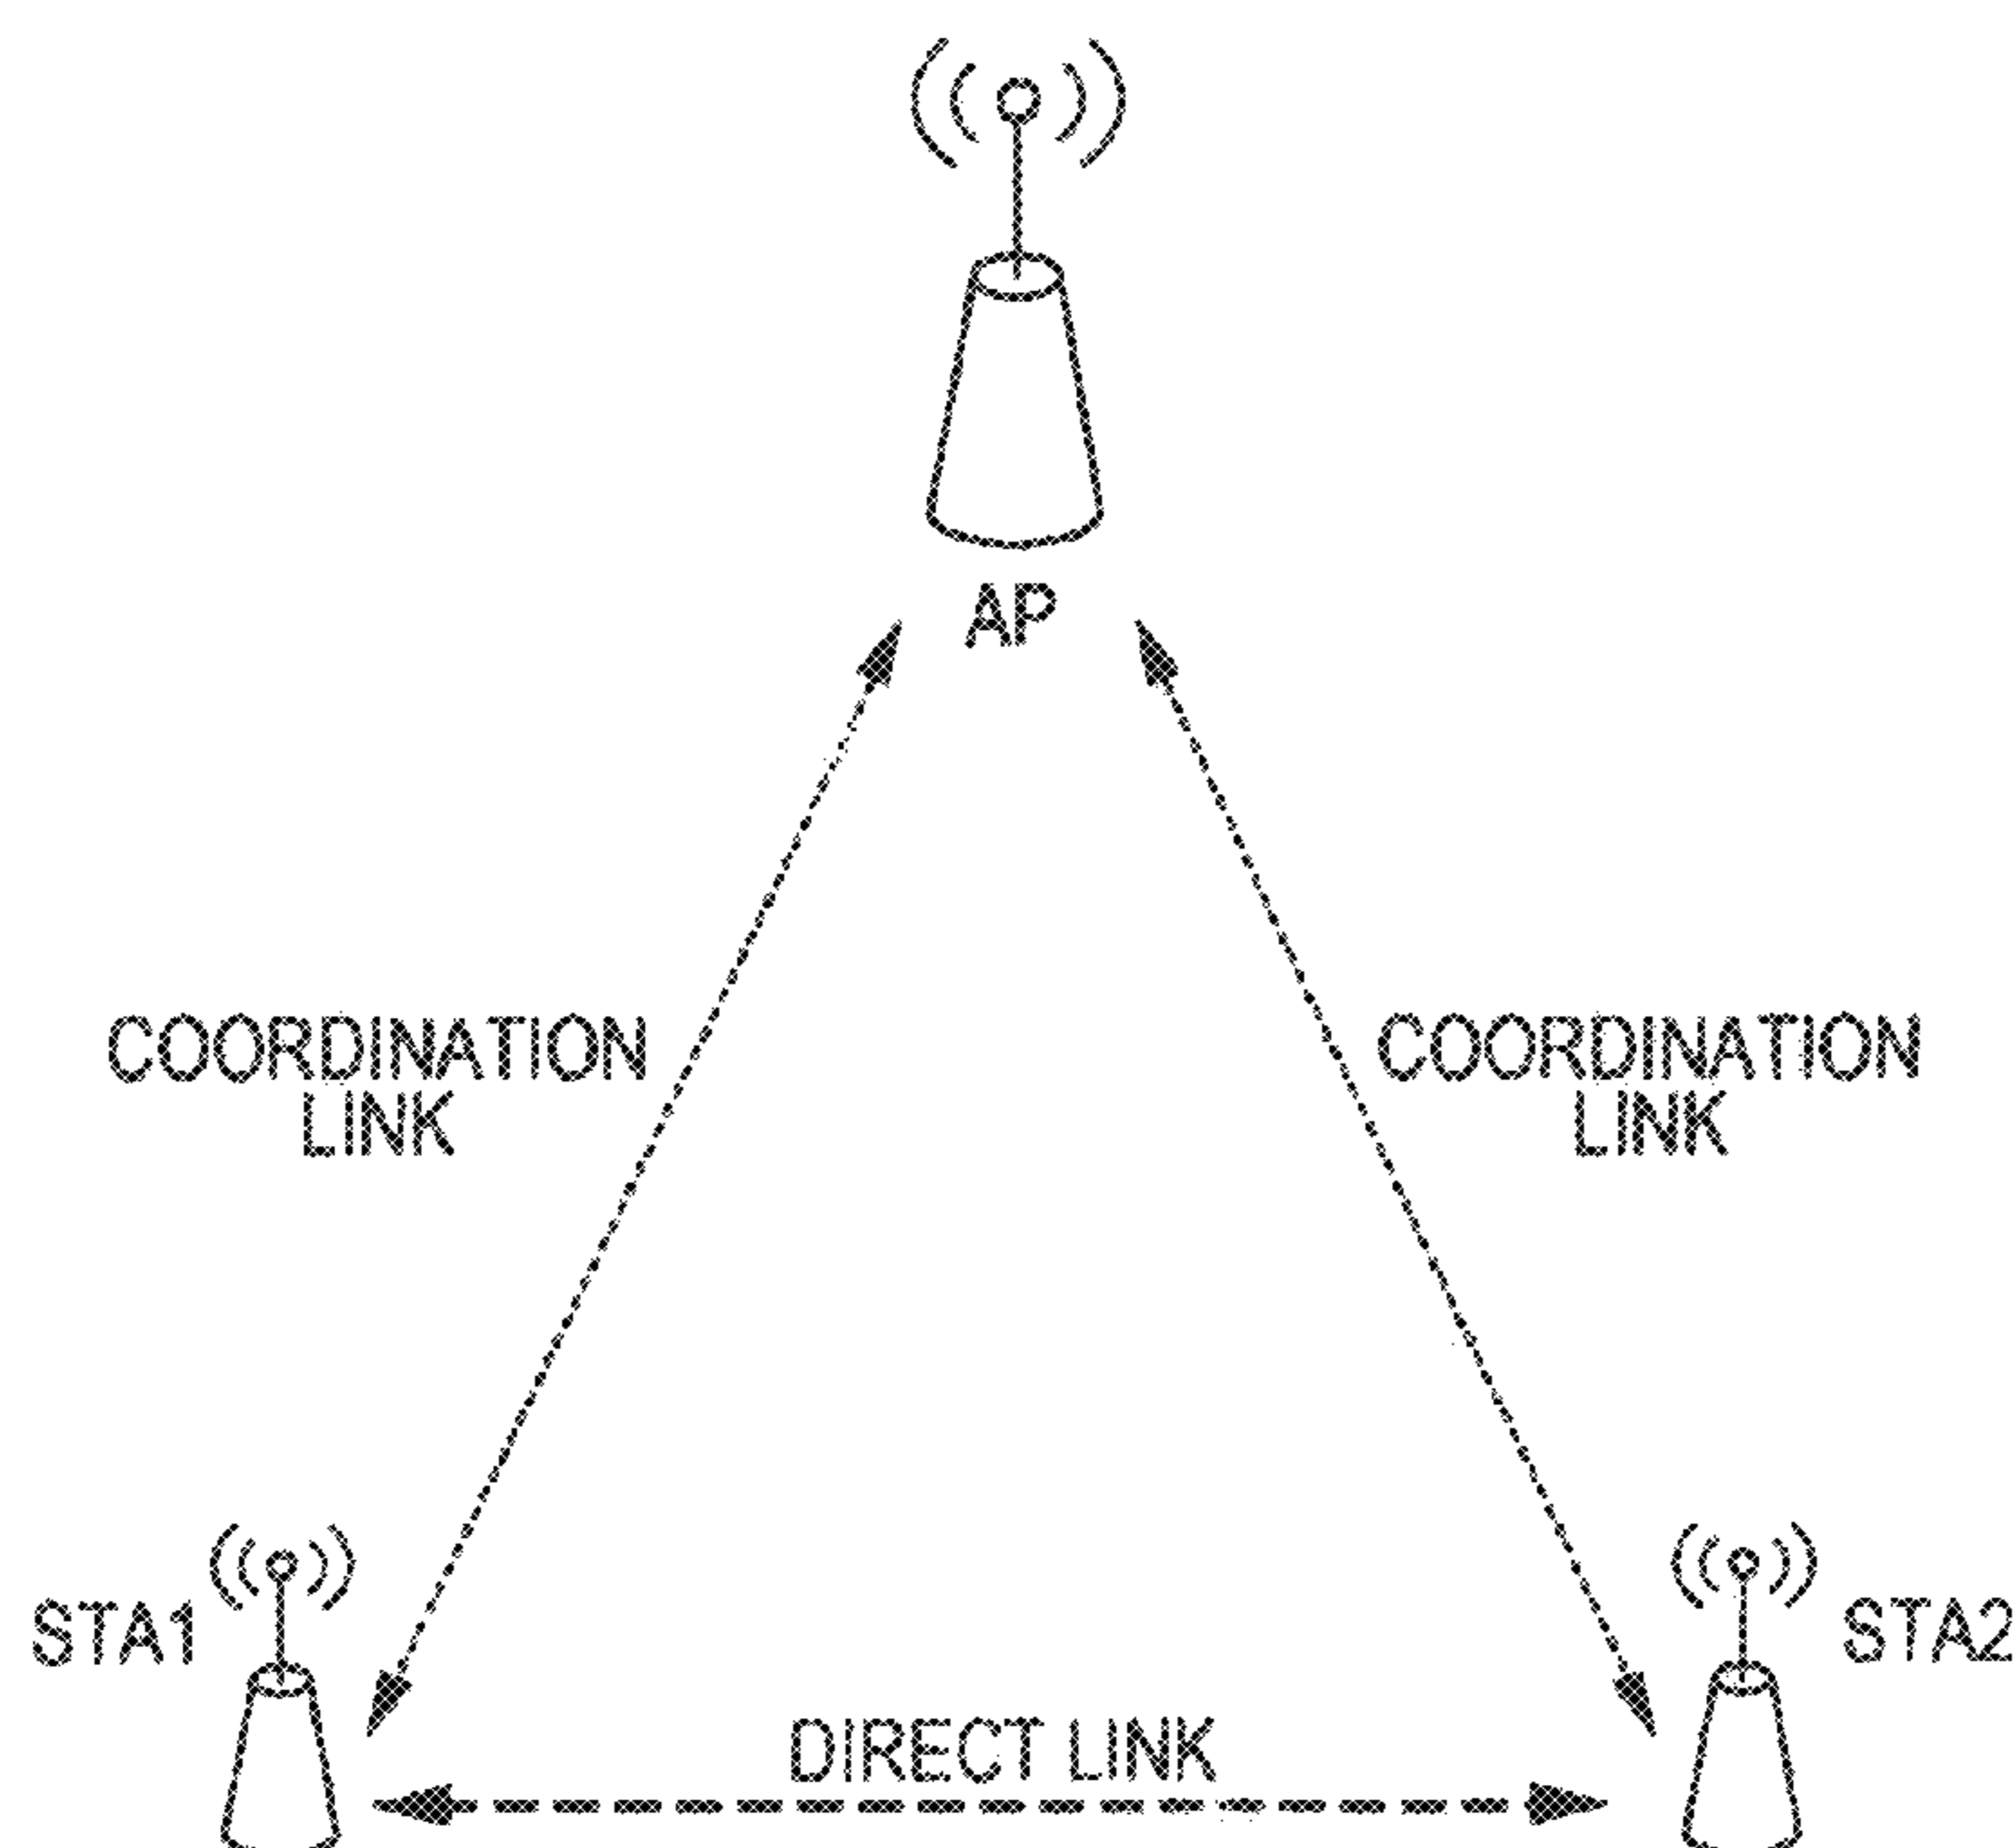 AP
COORDINATION
LINK
COORDINATION
LINK
STA1
STA2
DIRECT LINK